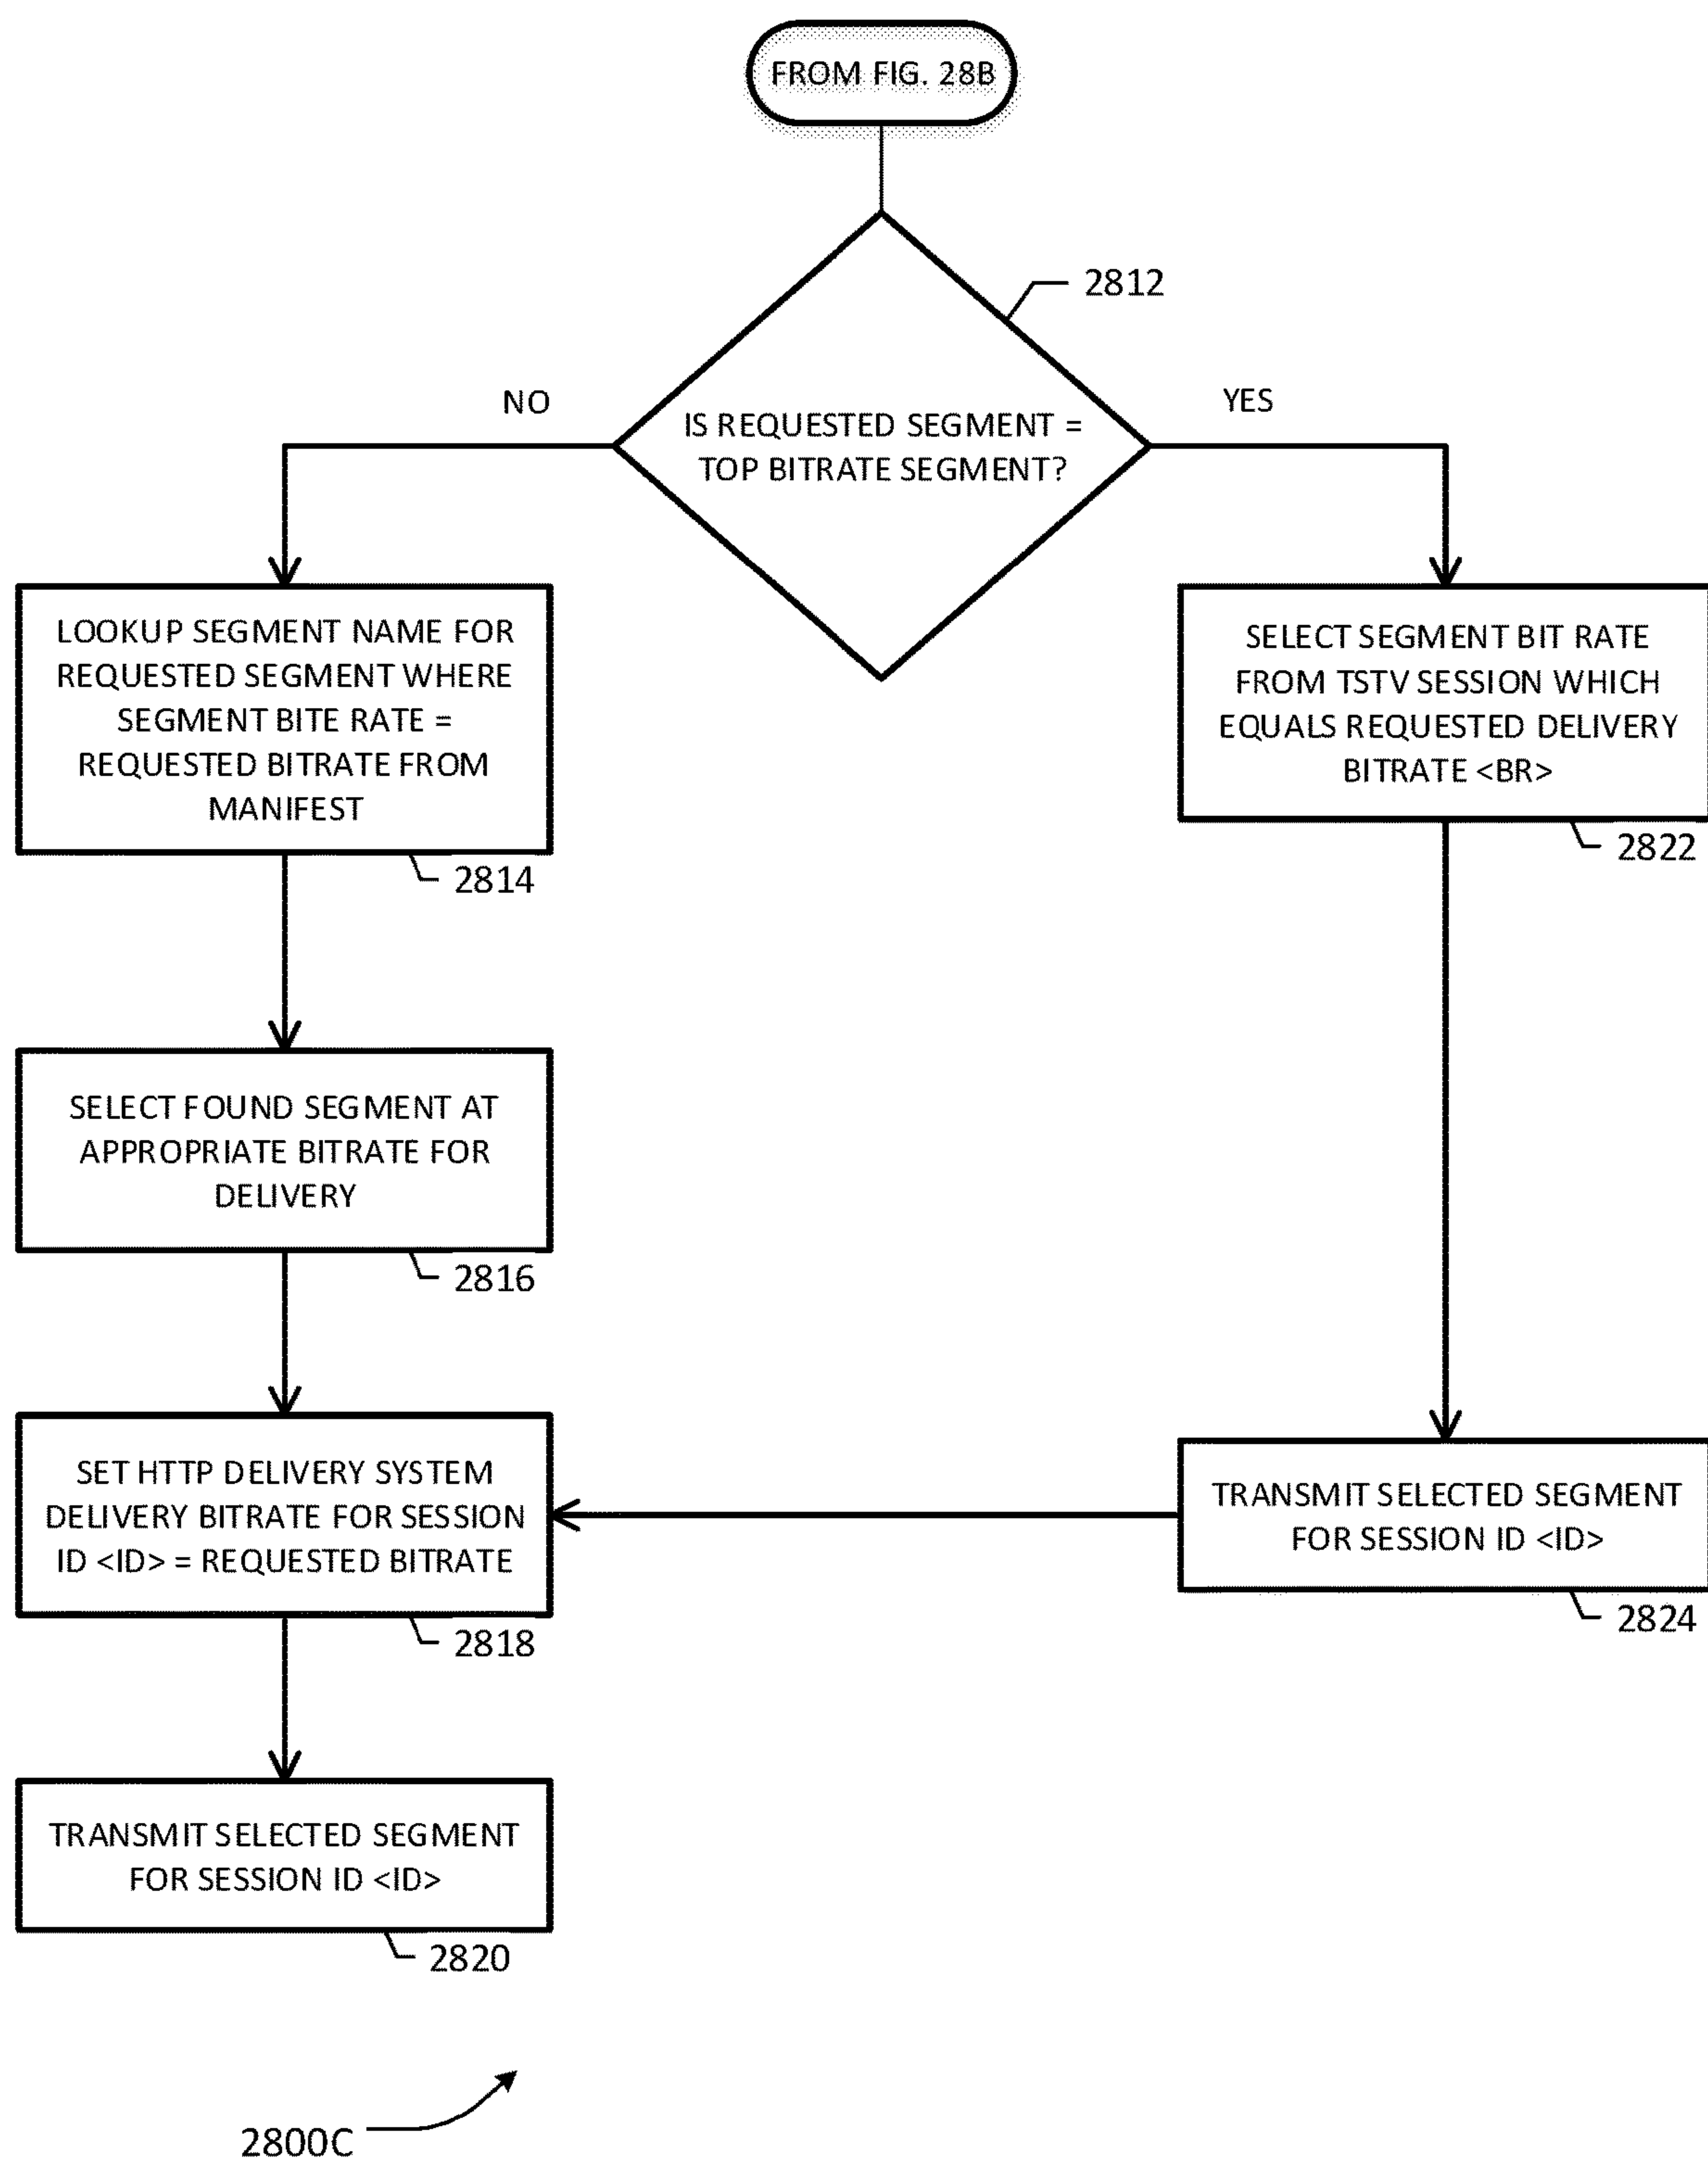 FROM FIG. 28B
2812
NO
YES
IS REQUESTED SEGMENT =
TOP BITRATE SEGMENT?
LOOKUP SEGMENT NAME FOR
REQUESTED SEGMENT WHERE
SEGMENT BITE RATE =
REQUESTED BITRATE FROM
MANIFEST
2814
SELECT SEGMENT BIT RATE
FROM TSTV SESSION WHICH
EQUALS REQUESTED DELIVERY
BITRATE <BR>
2822
SELECT FOUND SEGMENT AT
APPROPRIATE BITRATE FOR
DELIVERY
2816
SET HTTP DELIVERY SYSTEM
DELIVERY BITRATE FOR SESSION
ID <ID> = REQUESTED BITRATE
2818
TRANSMIT SELECTED SEGMENT
FOR SESSION ID <ID>
2824
TRANSMIT SELECTED SEGMENT
FOR SESSION ID <ID>
2820
2800C